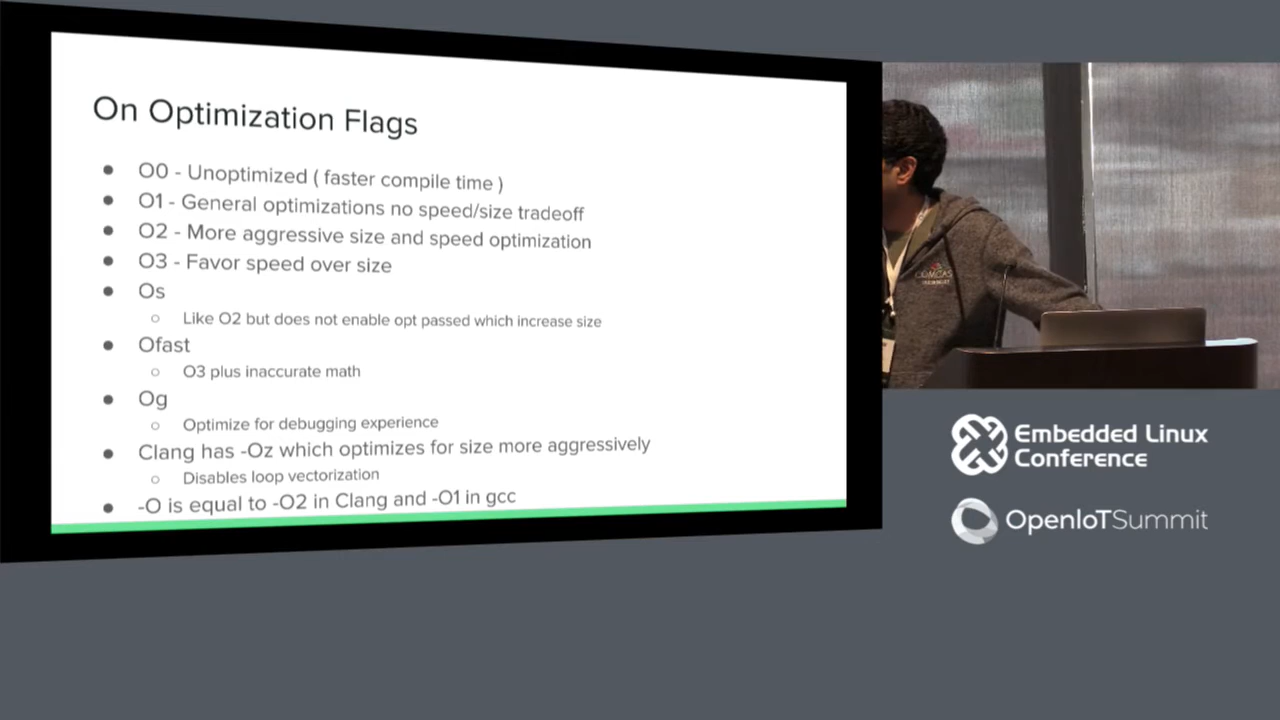 On Optimization Flags
● O0 - Unoptimized ( faster compile time )
● O1 - General optimizations no speed/size tradeoff
● O2 - More aggressive size and speed optimization
● O3 - Favor speed over size
● Os
○ Like O2 but does not enable opt passed which increase size
● Ofast
○ O3 plus inaccurate math
● Og
○ Optimize for debugging experience
● Clang has -Oz which optimizes for size more aggressively
○ Disables loop vectorization
● -O is equal to -O2 in Clang and -O1 in gcc
COMCAS
Embedded Linux
Conference
OpenIoTSummit